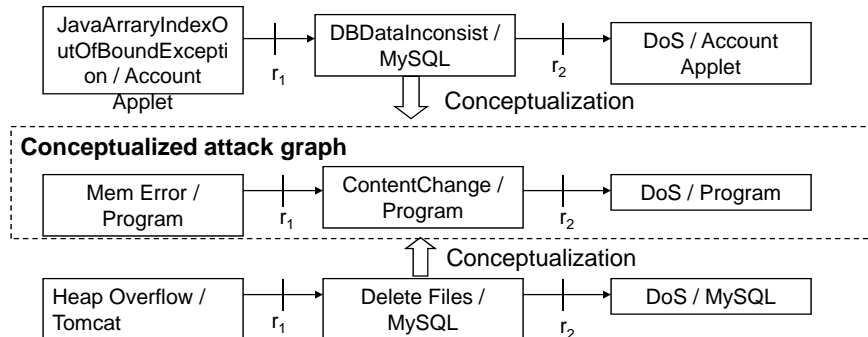 JavaArraryIndexO
utOfBoundExcepti
on / Account
Applet
r1
DBDataInconsist /
MySQL
r2
DoS / Account
Applet
Conceptualization
Conceptualized attack graph
Mem Error /
Program
r1
ContentChange /
Program
r2
DoS / Program
Conceptualization
Heap Overflow /
Tomcat
r1
Delete Files /
MySQL
r2
DoS / MySQL